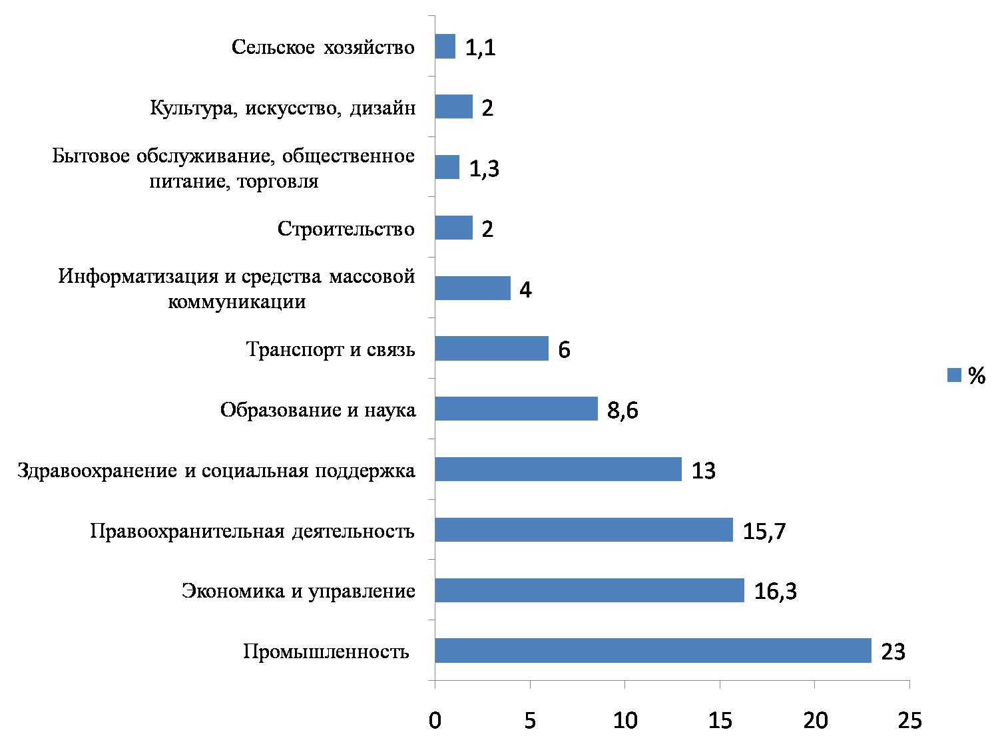 Сельское хозяйство
1,1
Культура, искусство, дизайн
2
Бытовое обслуживание, общественное
питание, торговля
1,3
Строительство
2
Информатизация и средства массовой
коммуникации
4
Транспорт и связь
6
Образование и наука
8,6
Здравоохранение и социальная поддержка
13
Правоохранительная деятельность
15,7
Экономика и управление
16,3
Промышленность
23
0 5 10 15 20 25
%